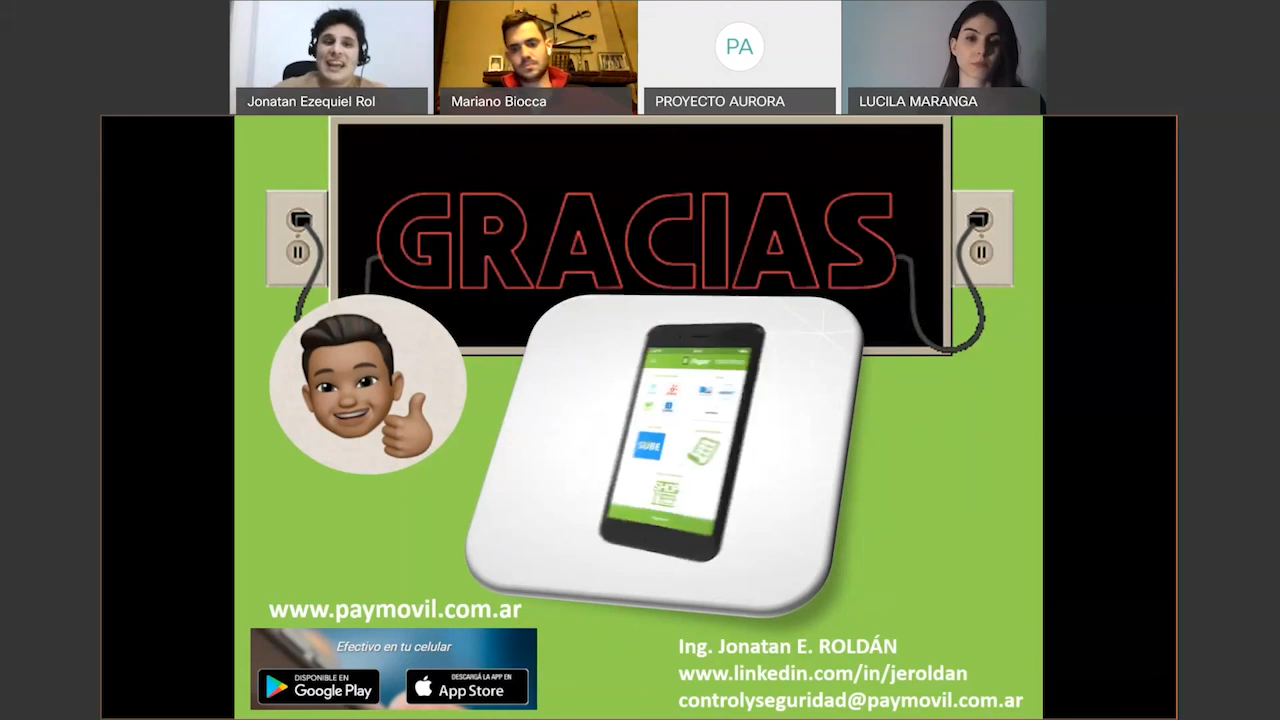 PA
Jonatan Ezequiel Rol
Mariano Biocca
PROYECTO AURORA
LUCILA MARANGA
GRACIAS
SUBE
SHOP
www.paymovil.com.ar
Efectivo en tu celular
DISPONIBLE EN
Google Play
DESCARGÁ LA APP EN
App Store
Ing. Jonatan E. ROLDÁN
www.linkedin.com/in/jeroldan
controlyseguridad@paymovil.com.ar